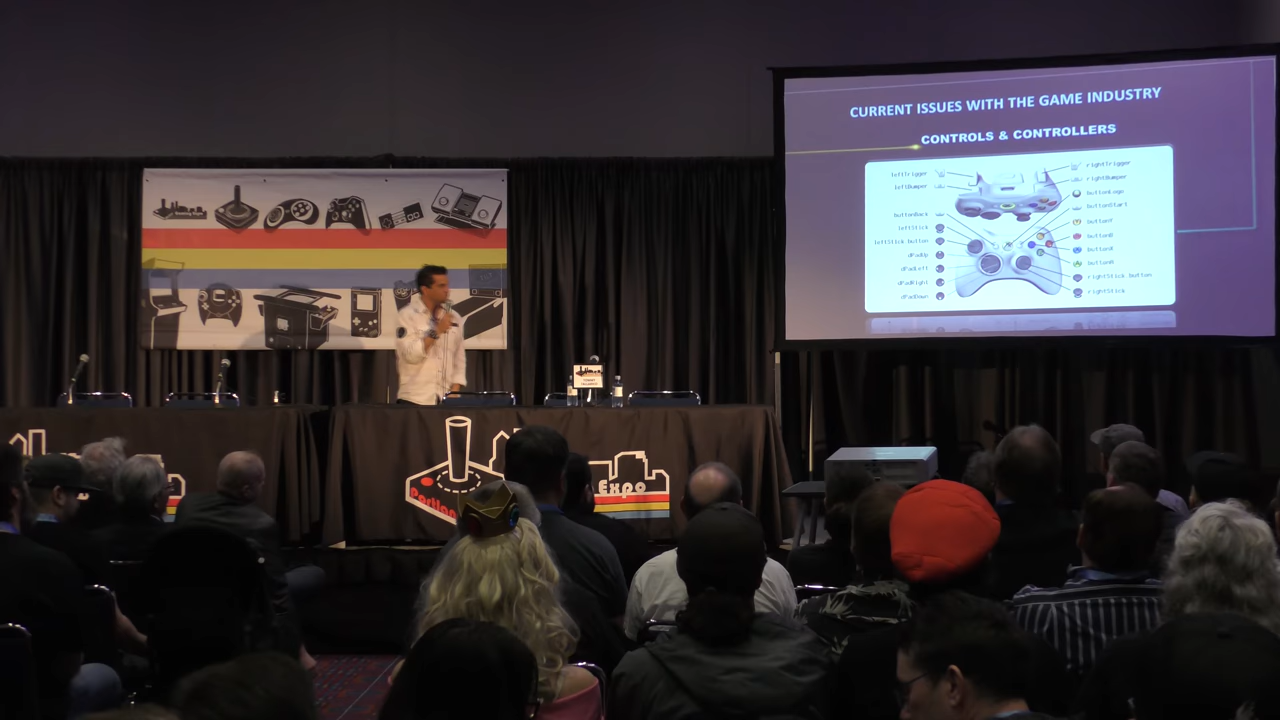 CURRENT ISSUES WITH THE GAME INDUSTRY
CONTROLS & CONTROLLERS
leftTrigger
leftBumper
buttonBack
leftStick
leftStick button
dPadUp
dPadLeft
dPadRight
dPadDown
rightTrigger
rightBumper
buttonLogo
buttonStart
buttonY
buttonB
buttonX
buttonA
rightStick button
rightStick
Expo